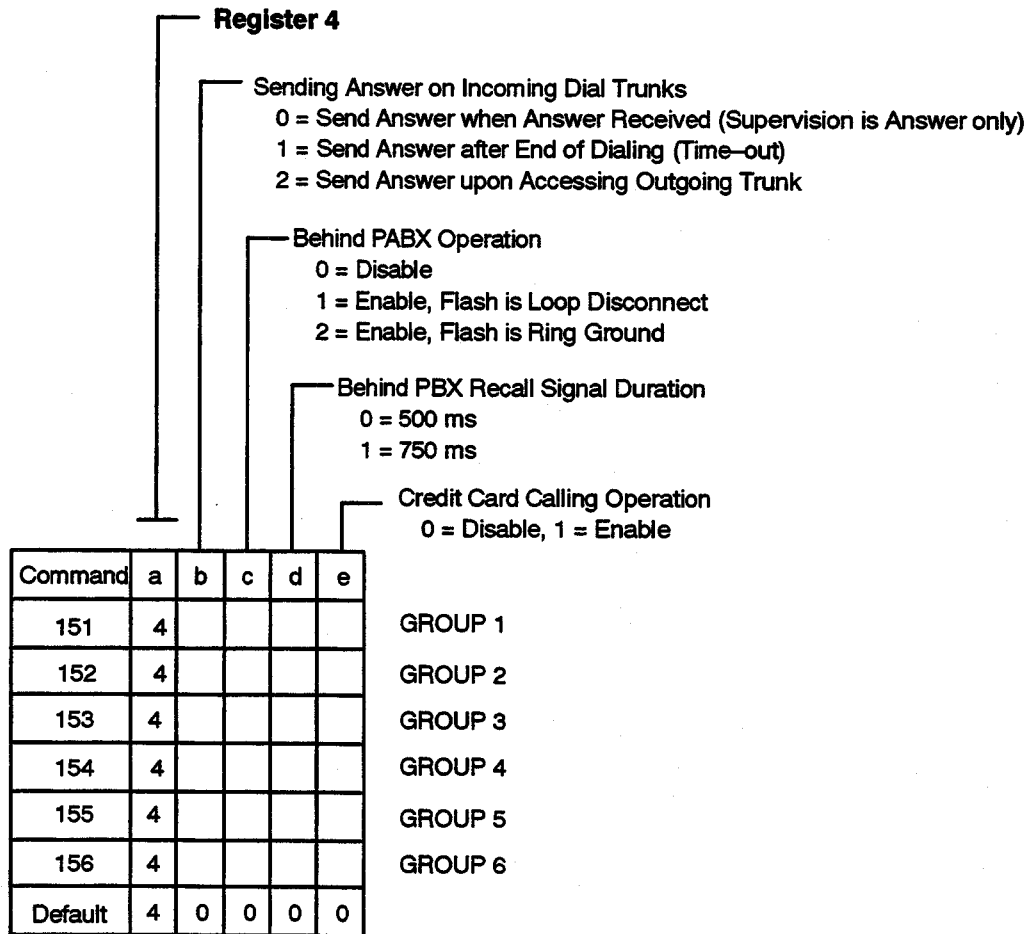 Register 4
Sending Answer on Incoming Dial Trunks
0 = Send Answer when Answer Received (Supervision is Answer only)
1 = Send Answer after End of Dialing (Time–out)
2 = Send Answer upon Accessing Outgoing Trunk
Behind PABX Operation
0 = Disable
1 = Enable, Flash is Loop Disconnect
2 = Enable, Flash is Ring Ground
Behind PBX Recall Signal Duration
0 = 500 ms
1 = 750 ms
Credit Card Calling Operation
0 = Disable, 1 = Enable
Command a b c d e
151 4 GROUP 1
152 4 GROUP 2
153 4 GROUP 3
154 4 GROUP 4
155 4 GROUP 5
156 4 GROUP 6
Default 4 0 0 0 0